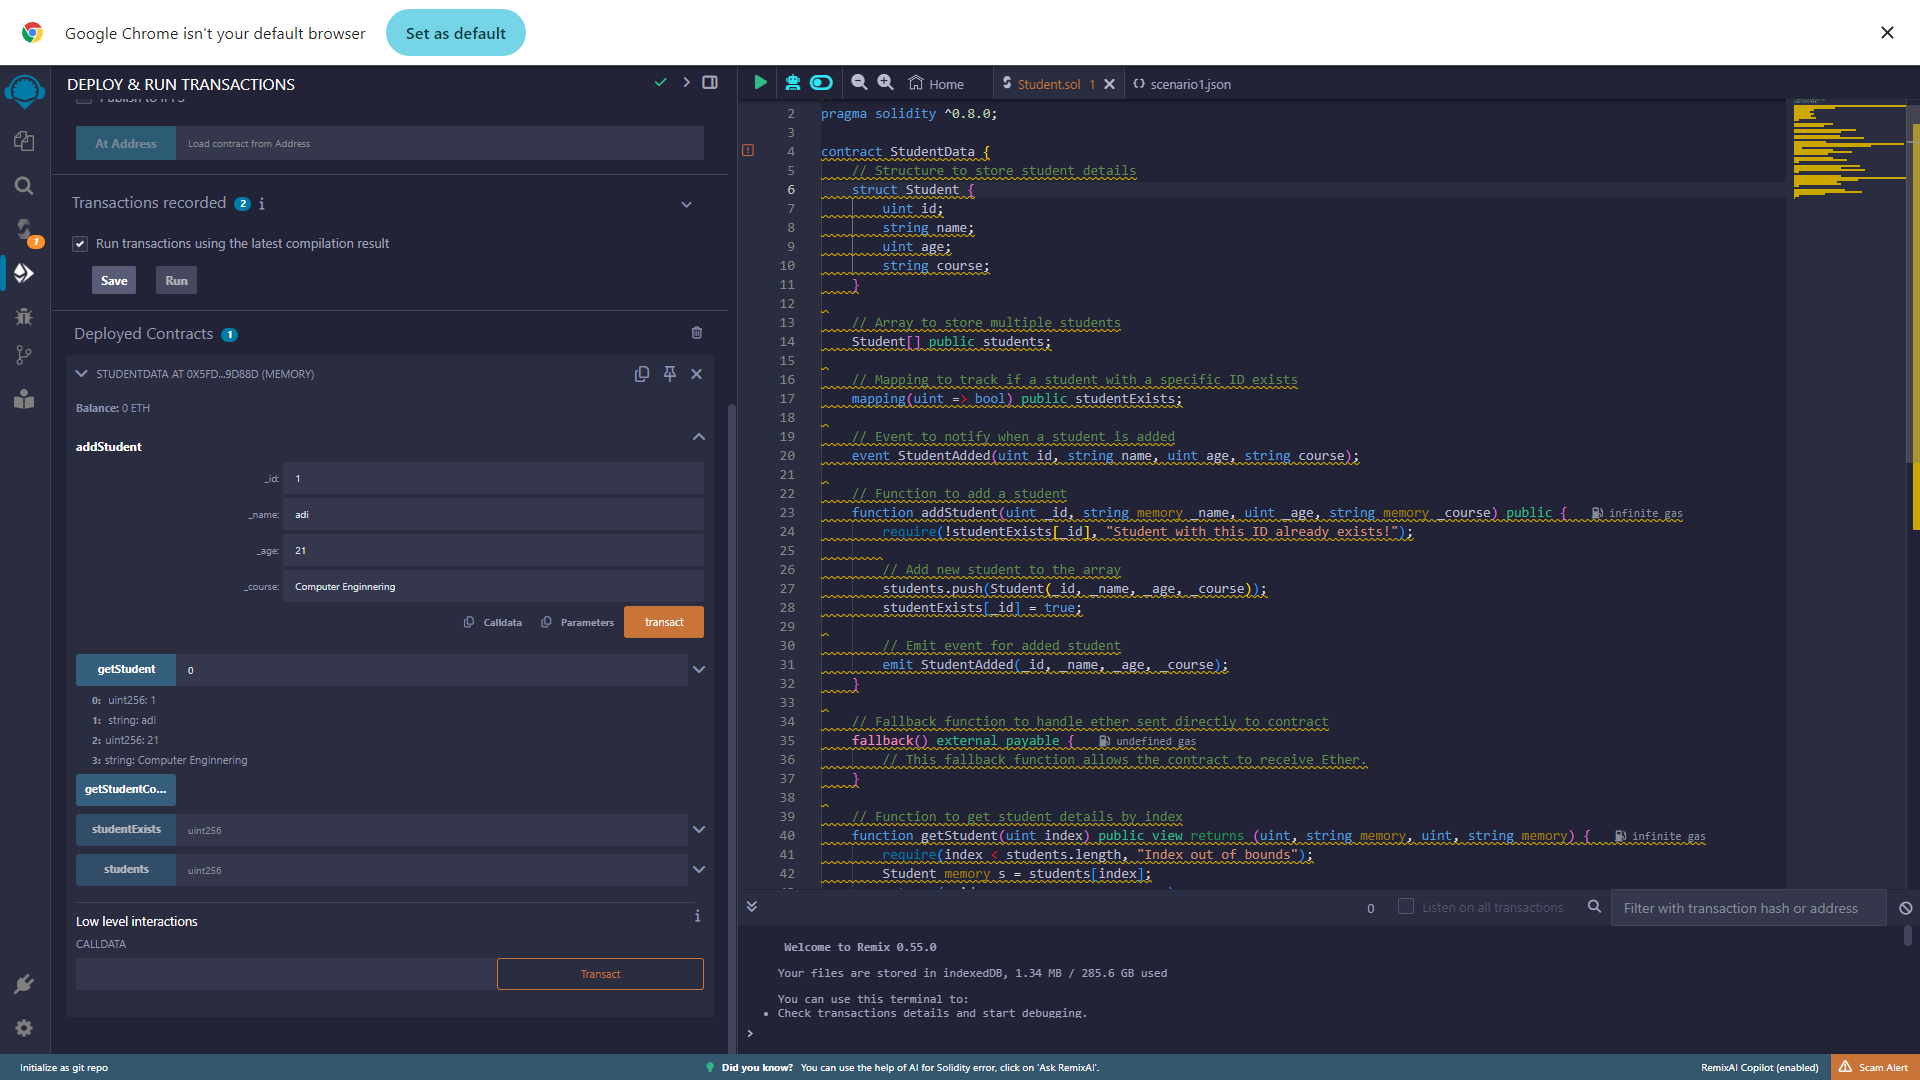 Google Chrome isn't your default browser
Set as default
DEPLOY & RUN TRANSACTIONS
Publish to IPFS
At Address
Load contract from Address
Transactions recorded 2
Run transactions using the latest compilation result
Save
Run
Deployed Contracts 1
STUDENTDATA AT 0X5FD...9D88D (MEMORY)
Balance: 0 ETH
addStudent
_id: 1
_name: adi
_age: 21
_course: Computer Enginnering
Calldata
Parameters
transact
getStudent 0
0: uint256: 1
1: string: adi
2: uint256: 21
3: string: Computer Enginnering
getStudentCo...
studentExists uint256
students uint256
Low level interactions
CALLDATA
Transact
1
Home
Student.sol 1
scenario1.json
2 pragma solidity ^0.8.0;
3
4 contract StudentData {
5 // Structure to store student details
6 struct Student {
7 uint id;
8 string name;
9 uint age;
10 string course;
11 }
12
13 // Array to store multiple students
14 Student[] public students;
15
16 // Mapping to track if a student with a specific ID exists
17 mapping(uint => bool) public studentExists;
18
19 // Event to notify when a student is added
20 event StudentAdded(uint id, string name, uint age, string course);
21
22 // Function to add a student
23 function addStudent(uint _id, string memory _name, uint _age, string memory _course) public { infinite gas
24 require(!studentExists[_id], "Student with this ID already exists!");
25
26 // Add new student to the array
27 students.push(Student(_id, _name, _age, _course));
28 studentExists[_id] = true;
29
30 // Emit event for added student
31 emit StudentAdded(_id, _name, _age, _course);
32 }
33
34 // Fallback function to handle ether sent directly to contract
35 fallback() external payable { undefined gas
36 // This fallback function allows the contract to receive Ether.
37 }
38
39 // Function to get student details by index
40 function getStudent(uint index) public view returns (uint, string memory, uint, string memory) { infinite gas
41 require(index < students.length, "Index out of bounds");
42 Student memory s = students[index];
0
Listen on all transactions
Filter with transaction hash or address
Welcome to Remix 0.55.0
Your files are stored in indexedDB, 1.34 MB / 285.6 GB used
You can use this terminal to:
• Check transactions details and start debugging.
>
Initialize as git repo
Did you know? You can use the help of AI for Solidity error, click on 'Ask RemixAI'.
RemixAI Copilot (enabled)
Scam Alert